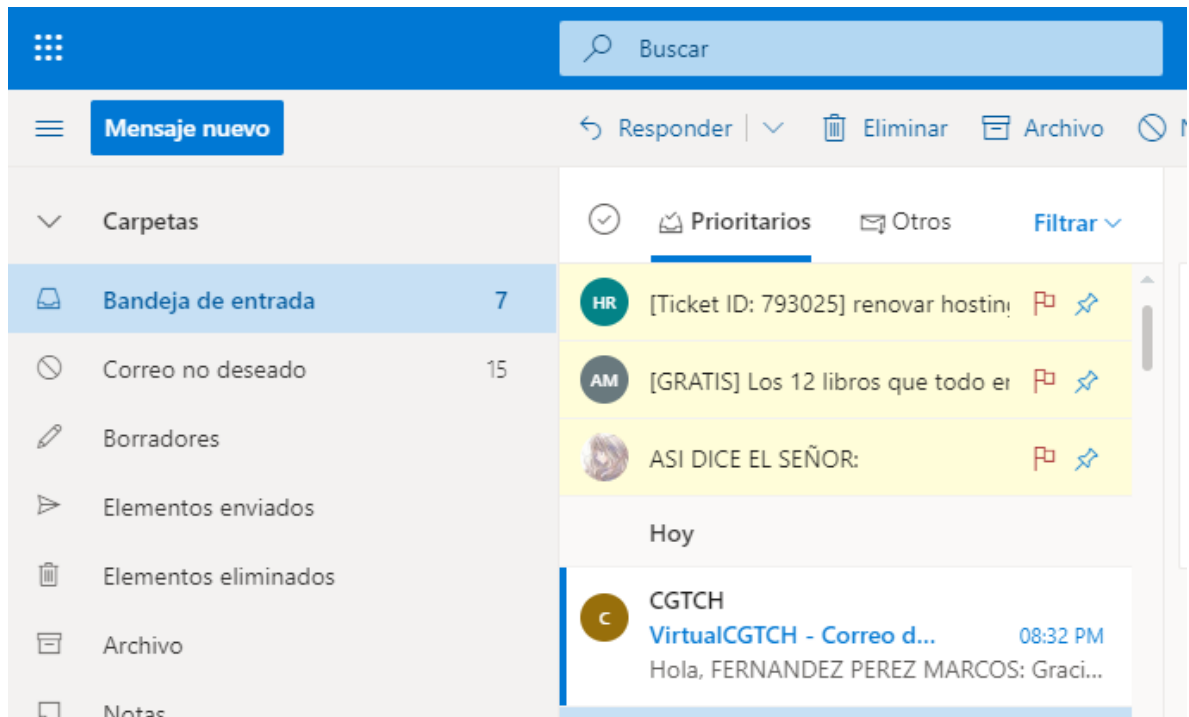 Buscar
Mensaje nuevo
Responder Eliminar Archivo
Carpetas
Prioritarios Otros Filtrar
Bandeja de entrada 7
HR [Ticket ID: 793025] renovar hosting
Correo no deseado 15
AM [GRATIS] Los 12 libros que todo
Borradores
ASI DICE EL SEÑOR:
Elementos enviados
Hoy
Elementos eliminados
CGTCH
C VirtualCGTCH - Correo d... 08:32 PM
Archivo
Hola, FERNANDEZ PEREZ MARCOS: Graci...
Notas